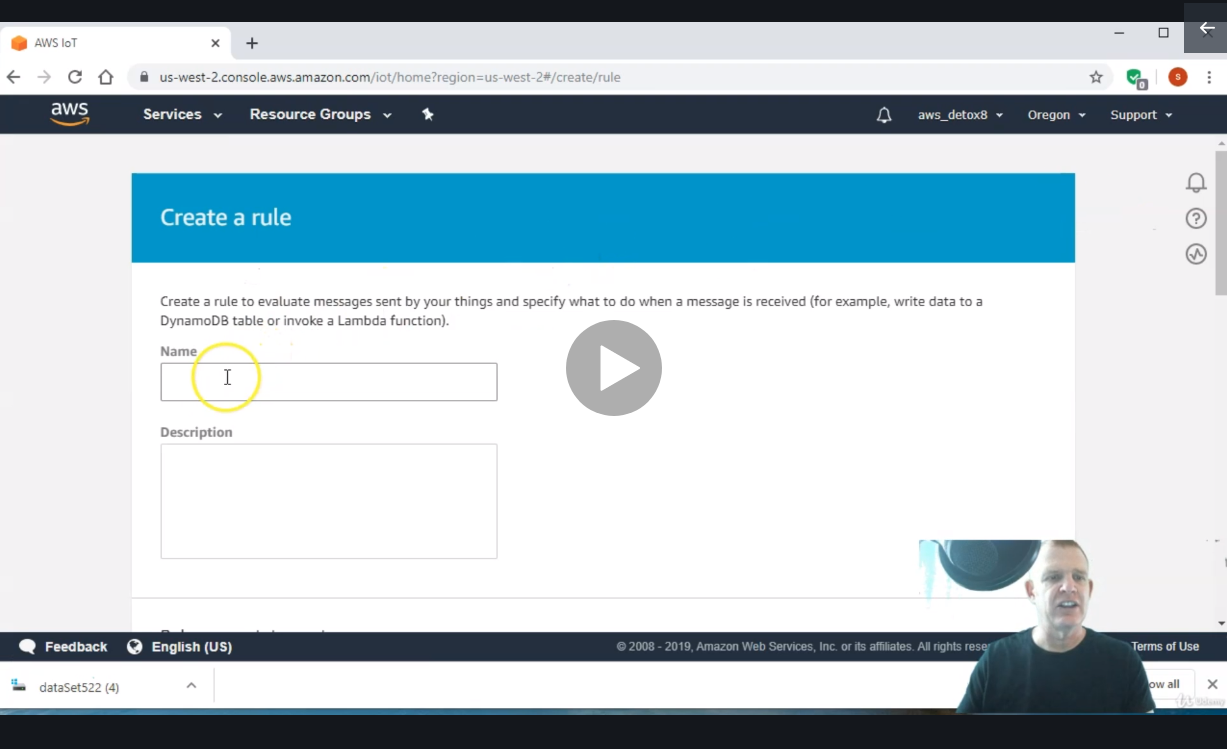 AWS IoT
us-west-2.console.aws.amazon.com/iot/home?region=us-west-2#/create/rule
0
S
aws
Services
Resource Groups
aws_detox8
Oregon
Support
Create a rule
Create a rule to evaluate messages sent by your things and specify what to do when a message is received (for example, write data to a
DynamoDB table or invoke a Lambda function).
Name
Description
Feedback
English (US)
© 2008 - 2019, Amazon Web Services, Inc. or its affiliates. All rights rese
Terms of Use
dataSet522 (4)
ow all
Udemy